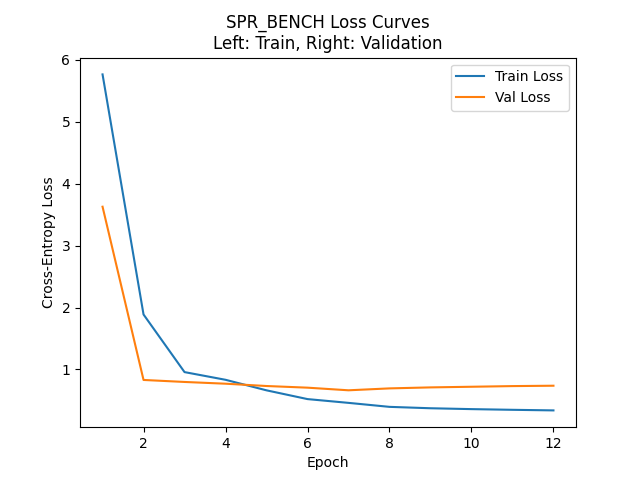 SPR_BENCH Loss Curves
Left: Train, Right: Validation
Train Loss
Val Loss
Cross-Entropy Loss
6
5
4
3
2
1
2
4
6
8
10
12
Epoch